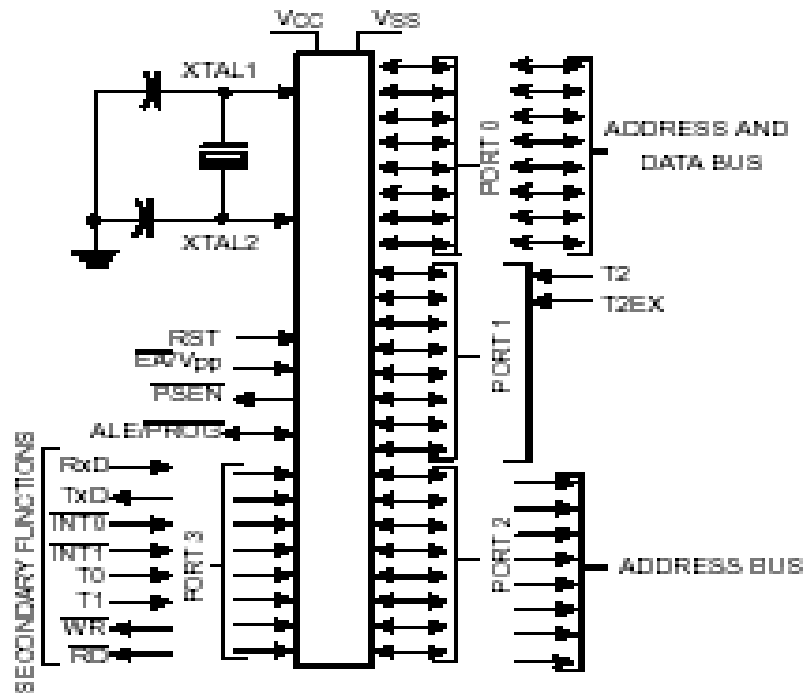 VCC
VSS
XTAL1
XTAL2
PORT 0
ADDRESS AND
DATA BUS
T2
T2EX
PORT 1
RST
EA/Vpp
PSEN
ALE/PROG
SECONDARY FUNCTIONS
RxD
TxD
INT0
INT1
T0
T1
WR
RD
PORT 3
PORT 2
ADDRESS BUS